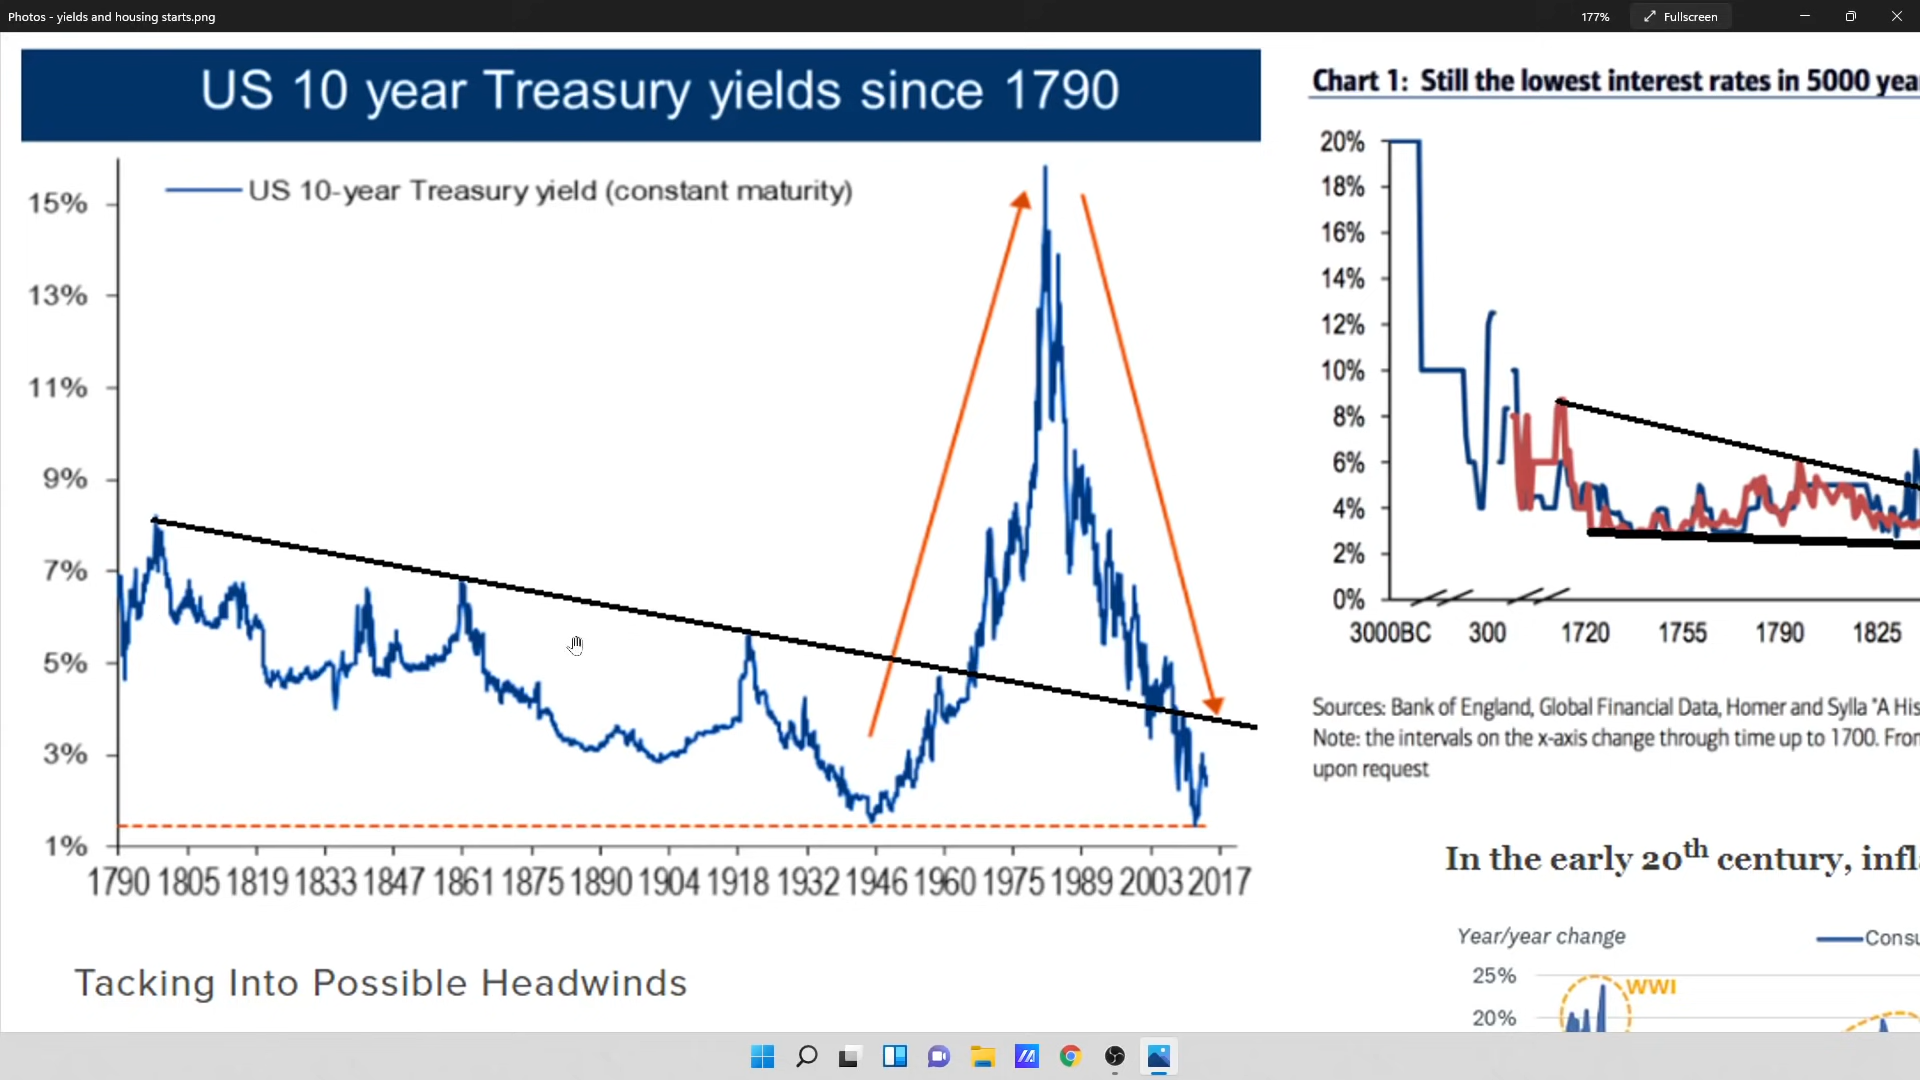 Photos - yields and housing starts.png
177%
Fullscreen
US 10 year Treasury yields since 1790
US 10-year Treasury yield (constant maturity)
15%
13%
11%
9%
7%
5%
3%
1%
1790 1805 1819 1833 1847 1861 1875 1890 1904 1918 1932 1946 1960 1975 1989 2003 2017
Tacking Into Possible Headwinds
Chart 1: Still the lowest interest rates in 5000 yea
20%
18%
16%
14%
12%
10%
8%
6%
4%
2%
0%
3000BC 300 1720 1755 1790 1825
Sources: Bank of England, Global Financial Data, Homer and Sylla "A His
Note: the intervals on the x-axis change through time up to 1700. From
upon request
In the early 20th century, infl
Year/year change
Consu
25%
WWI
20%